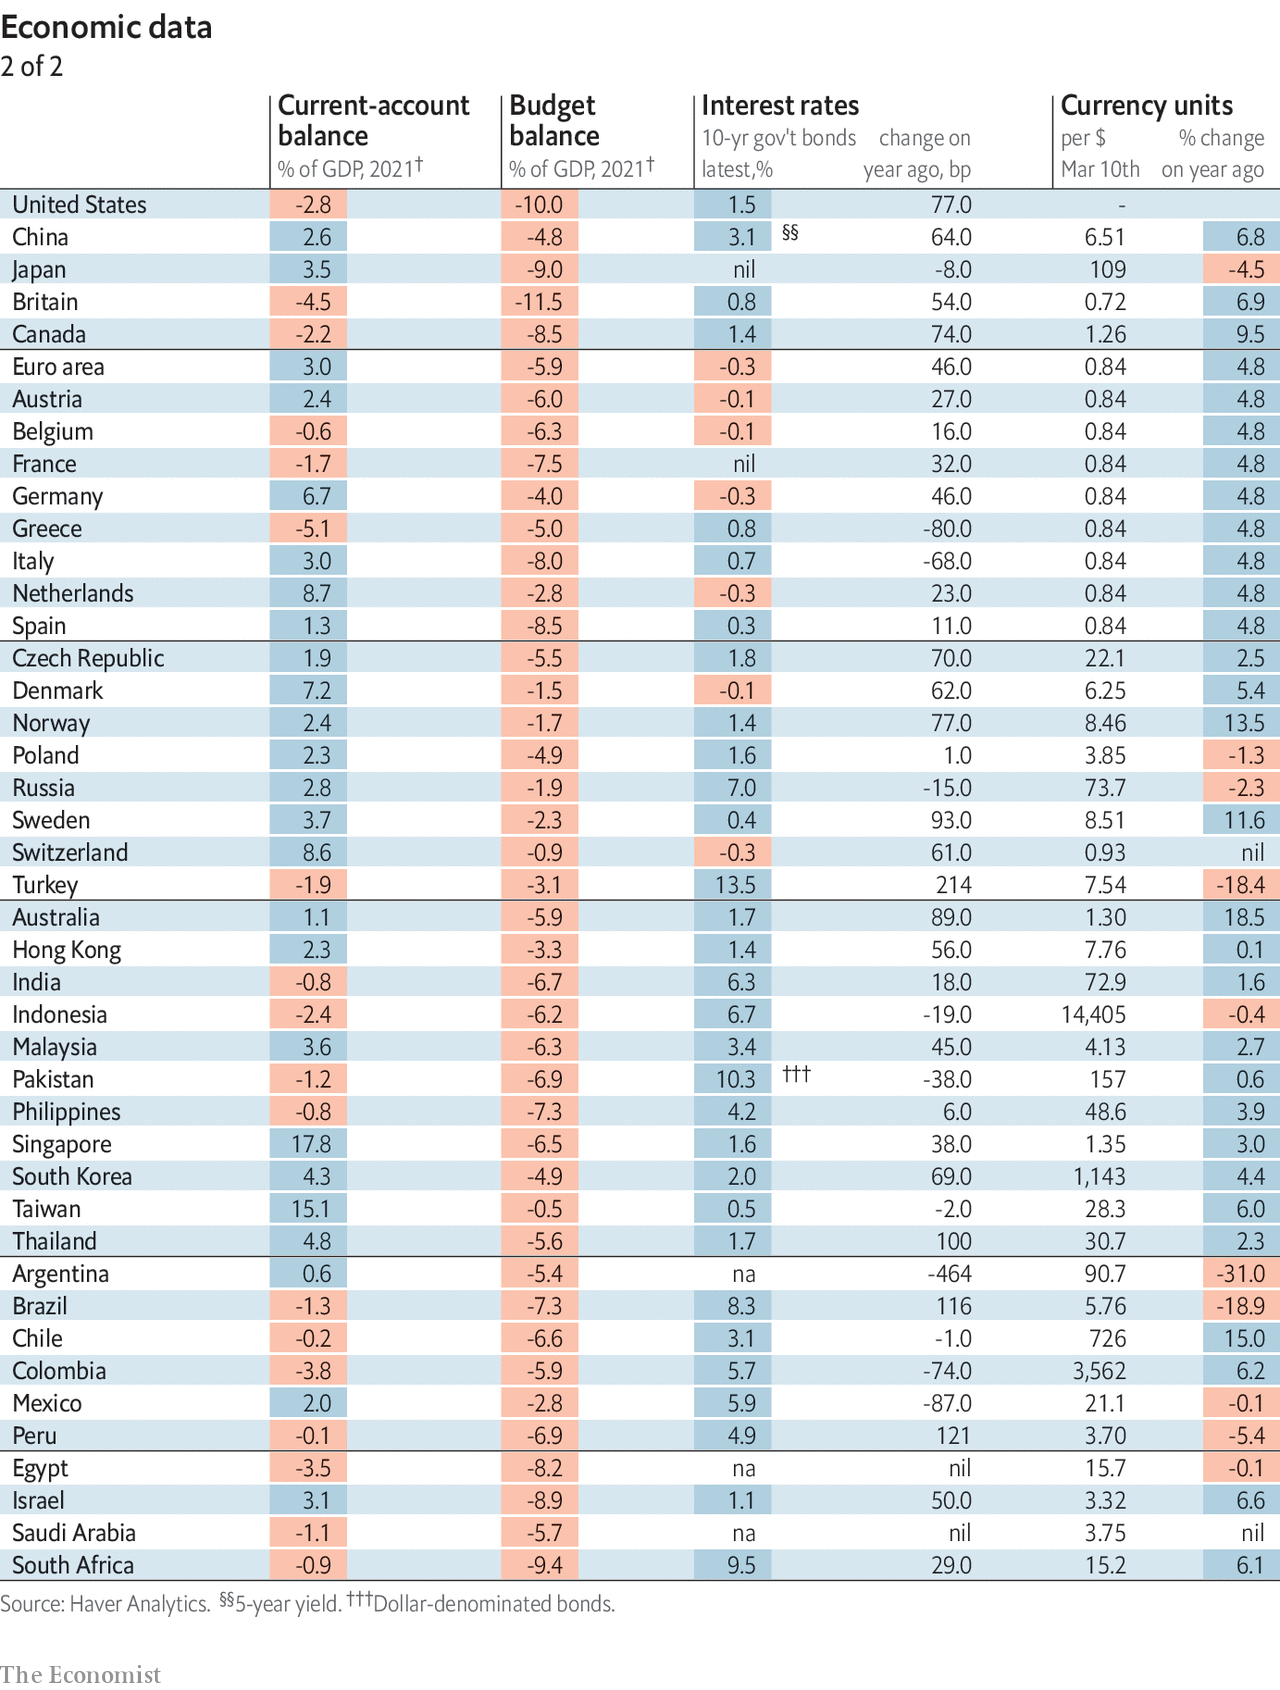 Economic data
2 of 2
Current-account balance % of GDP, 2021† Budget balance % of GDP, 2021† Interest rates 10-yr gov't bonds latest,% change on year ago, bp Currency units per $ Mar 10th % change on year ago
United States -2.8 -10.0 1.5 77.0 -
China 2.6 -4.8 3.1 §§ 64.0 6.51 6.8
Japan 3.5 -9.0 nil -8.0 109 -4.5
Britain -4.5 -11.5 0.8 54.0 0.72 6.9
Canada -2.2 -8.5 1.4 74.0 1.26 9.5
Euro area 3.0 -5.9 -0.3 46.0 0.84 4.8
Austria 2.4 -6.0 -0.1 27.0 0.84 4.8
Belgium -0.6 -6.3 -0.1 16.0 0.84 4.8
France -1.7 -7.5 nil 32.0 0.84 4.8
Germany 6.7 -4.0 -0.3 46.0 0.84 4.8
Greece -5.1 -5.0 0.8 -80.0 0.84 4.8
Italy 3.0 -8.0 0.7 -68.0 0.84 4.8
Netherlands 8.7 -2.8 -0.3 23.0 0.84 4.8
Spain 1.3 -8.5 0.3 11.0 0.84 4.8
Czech Republic 1.9 -5.5 1.8 70.0 22.1 2.5
Denmark 7.2 -1.5 -0.1 62.0 6.25 5.4
Norway 2.4 -1.7 1.4 77.0 8.46 13.5
Poland 2.3 -4.9 1.6 1.0 3.85 -1.3
Russia 2.8 -1.9 7.0 -15.0 73.7 -2.3
Sweden 3.7 -2.3 0.4 93.0 8.51 11.6
Switzerland 8.6 -0.9 -0.3 61.0 0.93 nil
Turkey -1.9 -3.1 13.5 214 7.54 -18.4
Australia 1.1 -5.9 1.7 89.0 1.30 18.5
Hong Kong 2.3 -3.3 1.4 56.0 7.76 0.1
India -0.8 -6.7 6.3 18.0 72.9 1.6
Indonesia -2.4 -6.2 6.7 -19.0 14,405 -0.4
Malaysia 3.6 -6.3 3.4 45.0 4.13 2.7
Pakistan -1.2 -6.9 10.3 ††† -38.0 157 0.6
Philippines -0.8 -7.3 4.2 6.0 48.6 3.9
Singapore 17.8 -6.5 1.6 38.0 1.35 3.0
South Korea 4.3 -4.9 2.0 69.0 1,143 4.4
Taiwan 15.1 -0.5 0.5 -2.0 28.3 6.0
Thailand 4.8 -5.6 1.7 100 30.7 2.3
Argentina 0.6 -5.4 na -464 90.7 -31.0
Brazil -1.3 -7.3 8.3 116 5.76 -18.9
Chile -0.2 -6.6 3.1 -1.0 726 15.0
Colombia -3.8 -5.9 5.7 -74.0 3,562 6.2
Mexico 2.0 -2.8 5.9 -87.0 21.1 -0.1
Peru -0.1 -6.9 4.9 121 3.70 -5.4
Egypt -3.5 -8.2 na nil 15.7 -0.1
Israel 3.1 -8.9 1.1 50.0 3.32 6.6
Saudi Arabia -1.1 -5.7 na nil 3.75 nil
South Africa -0.9 -9.4 9.5 29.0 15.2 6.1
Source: Haver Analytics. §§5-year yield. †††Dollar-denominated bonds.
The Economist